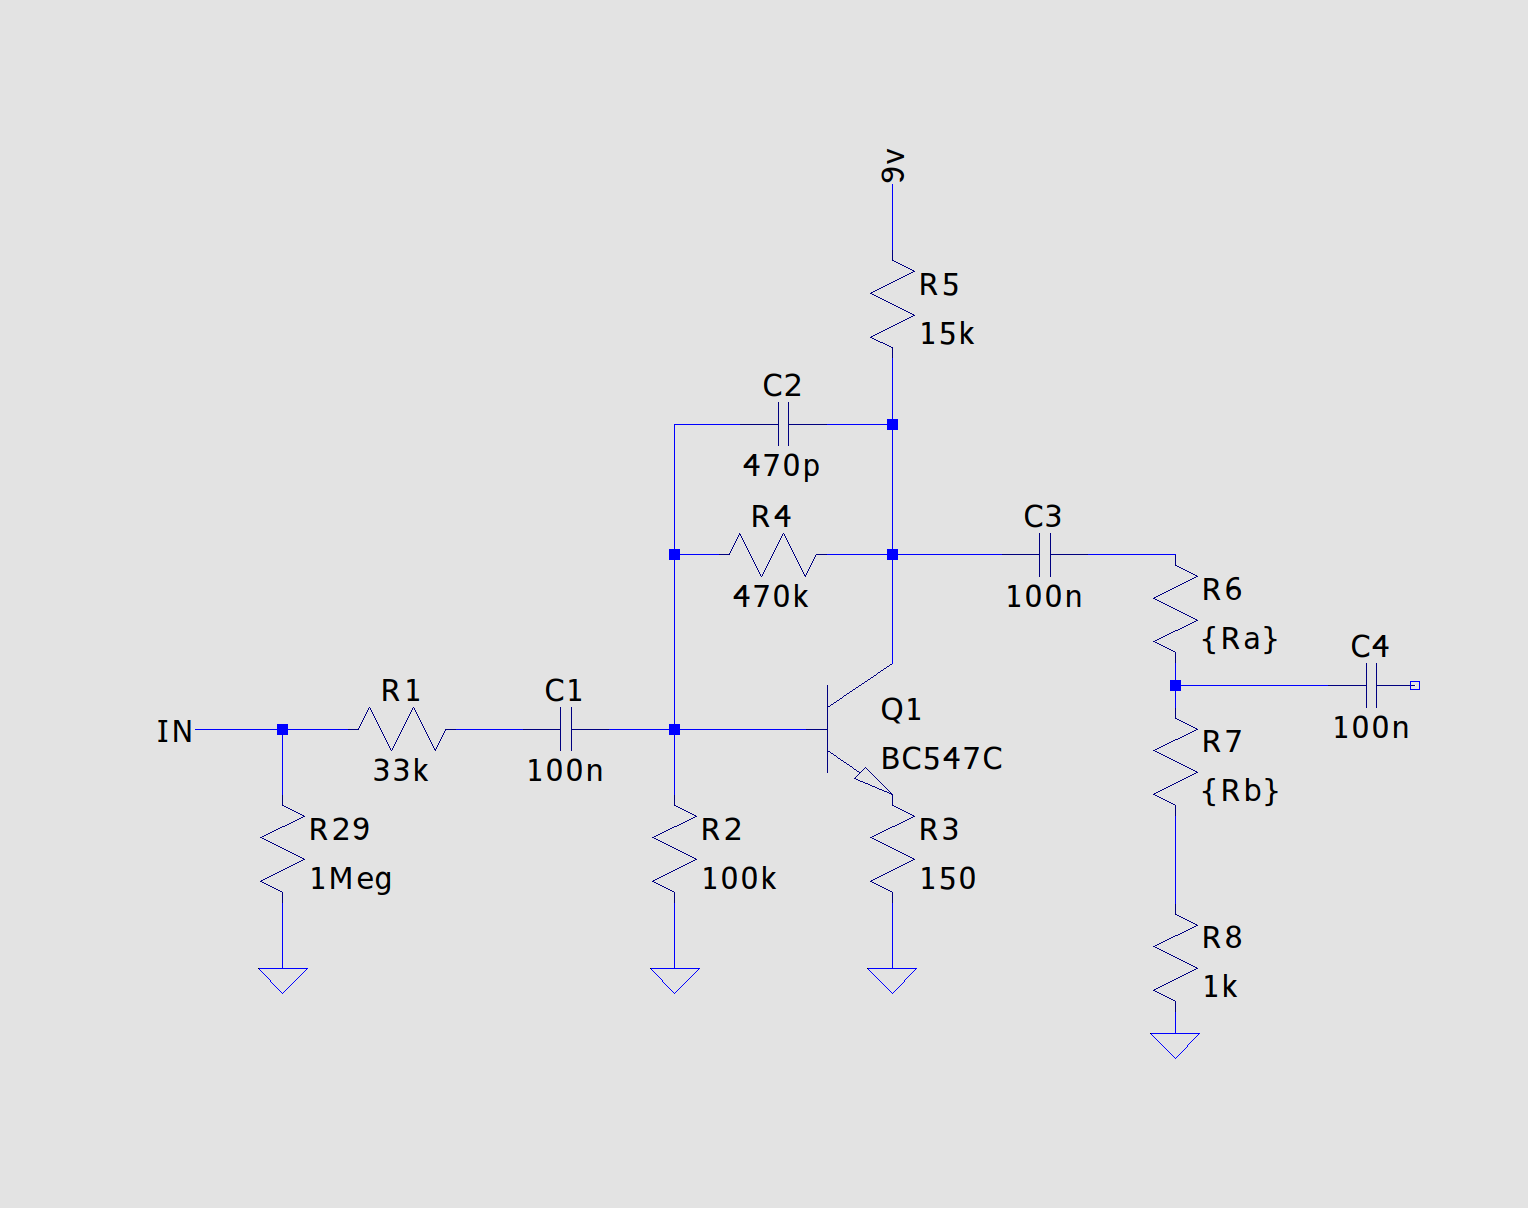 9v
R5
15k
C2
470p
R4
470k
C3
100n
R6
{Ra}
C4
100n
R1
33k
C1
100n
IN
Q1
BC547C
R7
{Rb}
R29
1Meg
R2
100k
R3
150
R8
1k